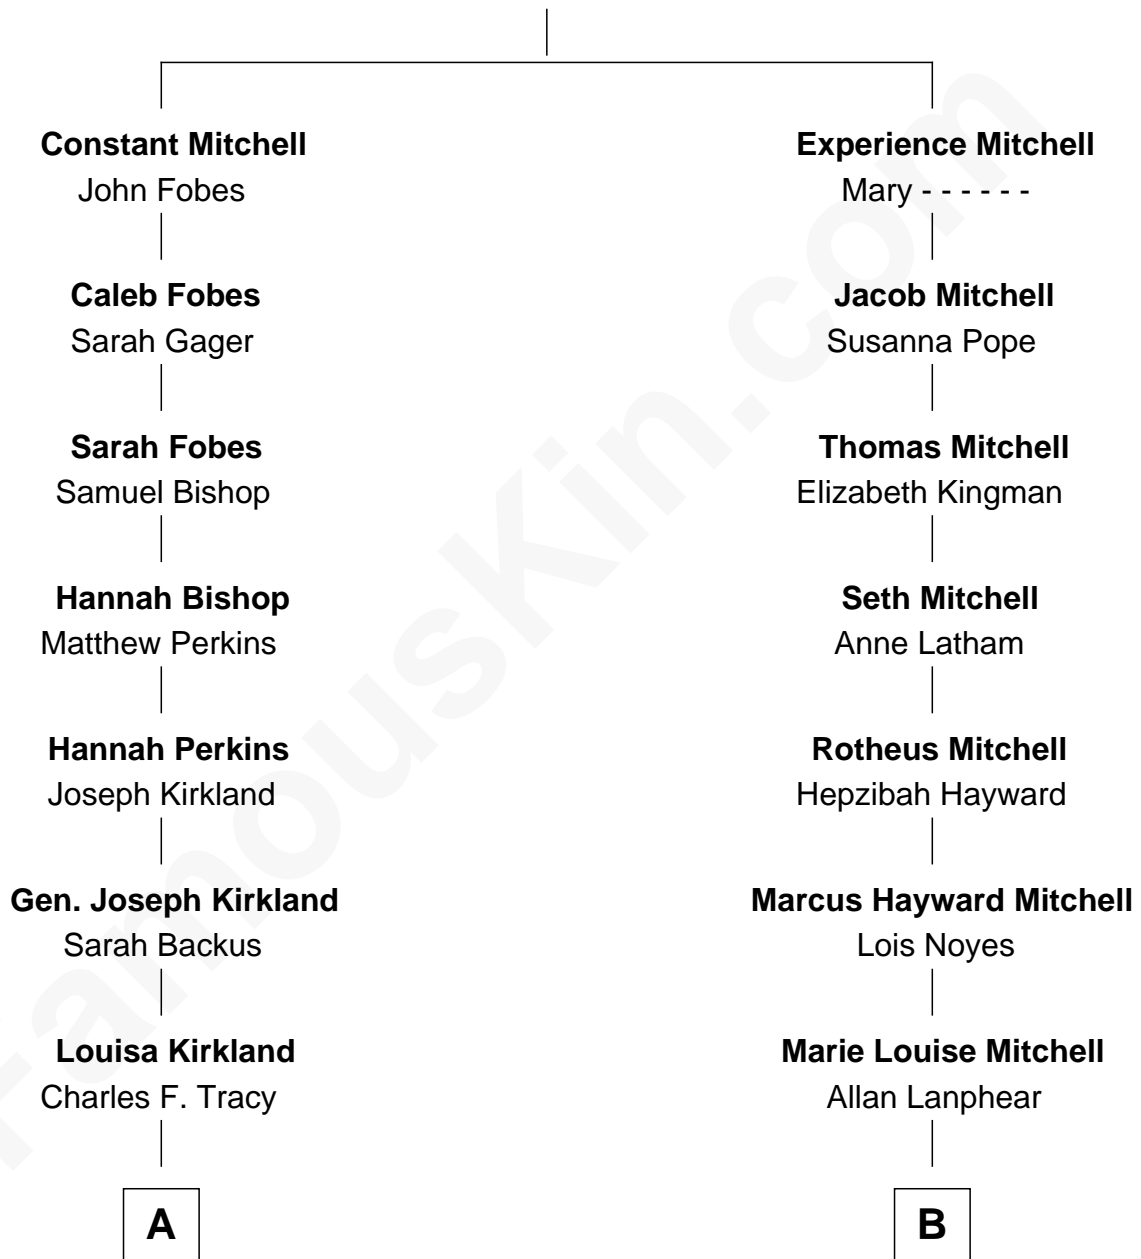 Constant Mitchell
John Fobes
Experience Mitchell
Mary - - - - - -
Caleb Fobes
Sarah Gager
Jacob Mitchell
Susanna Pope
Sarah Fobes
Samuel Bishop
Thomas Mitchell
Elizabeth Kingman
Hannah Bishop
Matthew Perkins
Seth Mitchell
Anne Latham
Hannah Perkins
Joseph Kirkland
Rotheus Mitchell
Hepzibah Hayward
Gen. Joseph Kirkland
Sarah Backus
Marcus Hayward Mitchell
Lois Noyes
Louisa Kirkland
Charles F. Tracy
Marie Louise Mitchell
Allan Lanphear
A
B
FamousKin.com